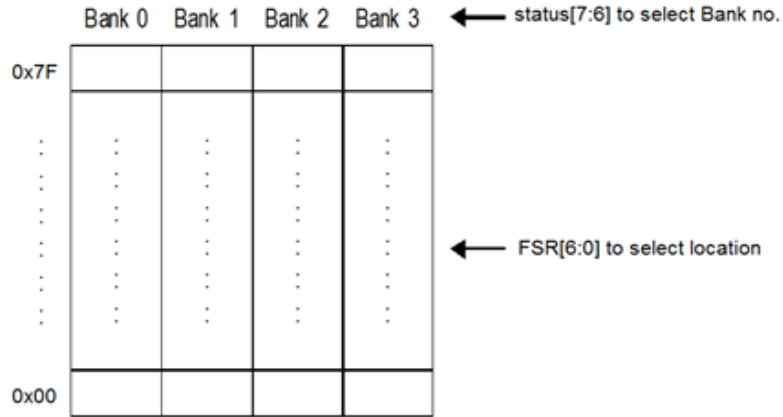 Bank 0 Bank 1 Bank 2 Bank 3 status[7:6] to select Bank no.
0x7F
FSR[6:0] to select location
0x00